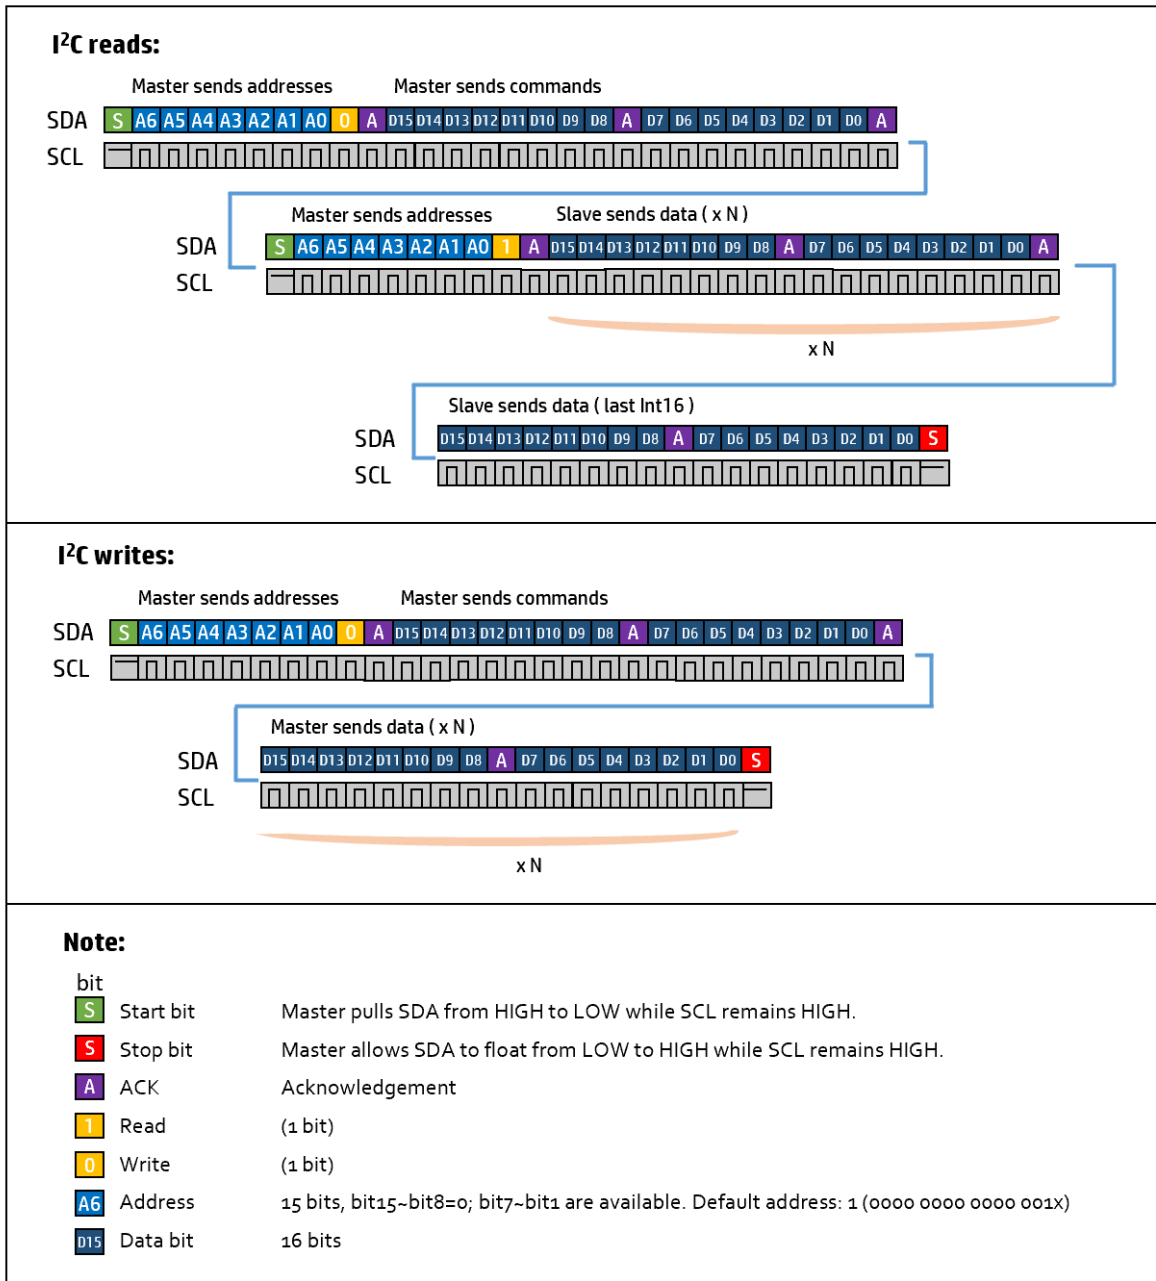 I²C reads:
Master sends addresses Master sends commands
SDA S A6 A5 A4 A3 A2 A1 A0 0 A D15 D14 D13 D12 D11 D10 D9 D8 A D7 D6 D5 D4 D3 D2 D1 D0 A
SCL
Master sends addresses Slave sends data ( x N )
SDA S A6 A5 A4 A3 A2 A1 A0 1 A D15 D14 D13 D12 D11 D10 D9 D8 A D7 D6 D5 D4 D3 D2 D1 D0 A
SCL
x N
Slave sends data ( last Int16 )
SDA D15 D14 D13 D12 D11 D10 D9 D8 A D7 D6 D5 D4 D3 D2 D1 D0 S
SCL
I²C writes:
Master sends addresses Master sends commands
SDA S A6 A5 A4 A3 A2 A1 A0 0 A D15 D14 D13 D12 D11 D10 D9 D8 A D7 D6 D5 D4 D3 D2 D1 D0 A
SCL
Master sends data ( x N )
SDA D15 D14 D13 D12 D11 D10 D9 D8 A D7 D6 D5 D4 D3 D2 D1 D0 S
SCL
x N
Note:
bit
S Start bit Master pulls SDA from HIGH to LOW while SCL remains HIGH.
S Stop bit Master allows SDA to float from LOW to HIGH while SCL remains HIGH.
A ACK Acknowledgement
1 Read (1 bit)
0 Write (1 bit)
A6 Address 15 bits, bit15~bit8=0; bit7~bit1 are available. Default address: 1 (0000 0000 0000 001x)
D15 Data bit 16 bits